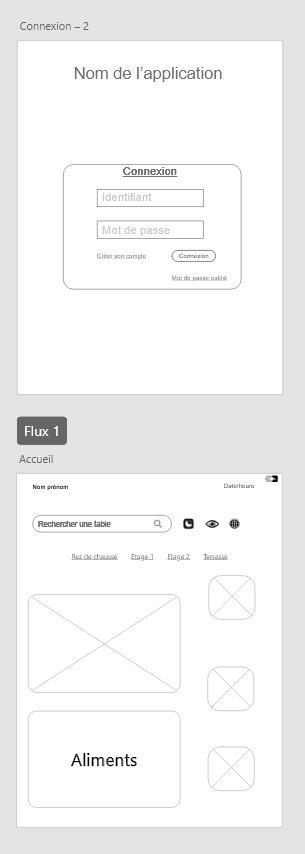 Connexion – 2
Nom de l'application
Connexion
Identifiant
Mot de passe
Créer son compte
Connexion
Mot de passe oublié
Flux 1
Accueil
Nom prénom
Date/heure
Rechercher une table
Rez de chaussé
Etage 1
Etage 2
Terrasse
Aliments